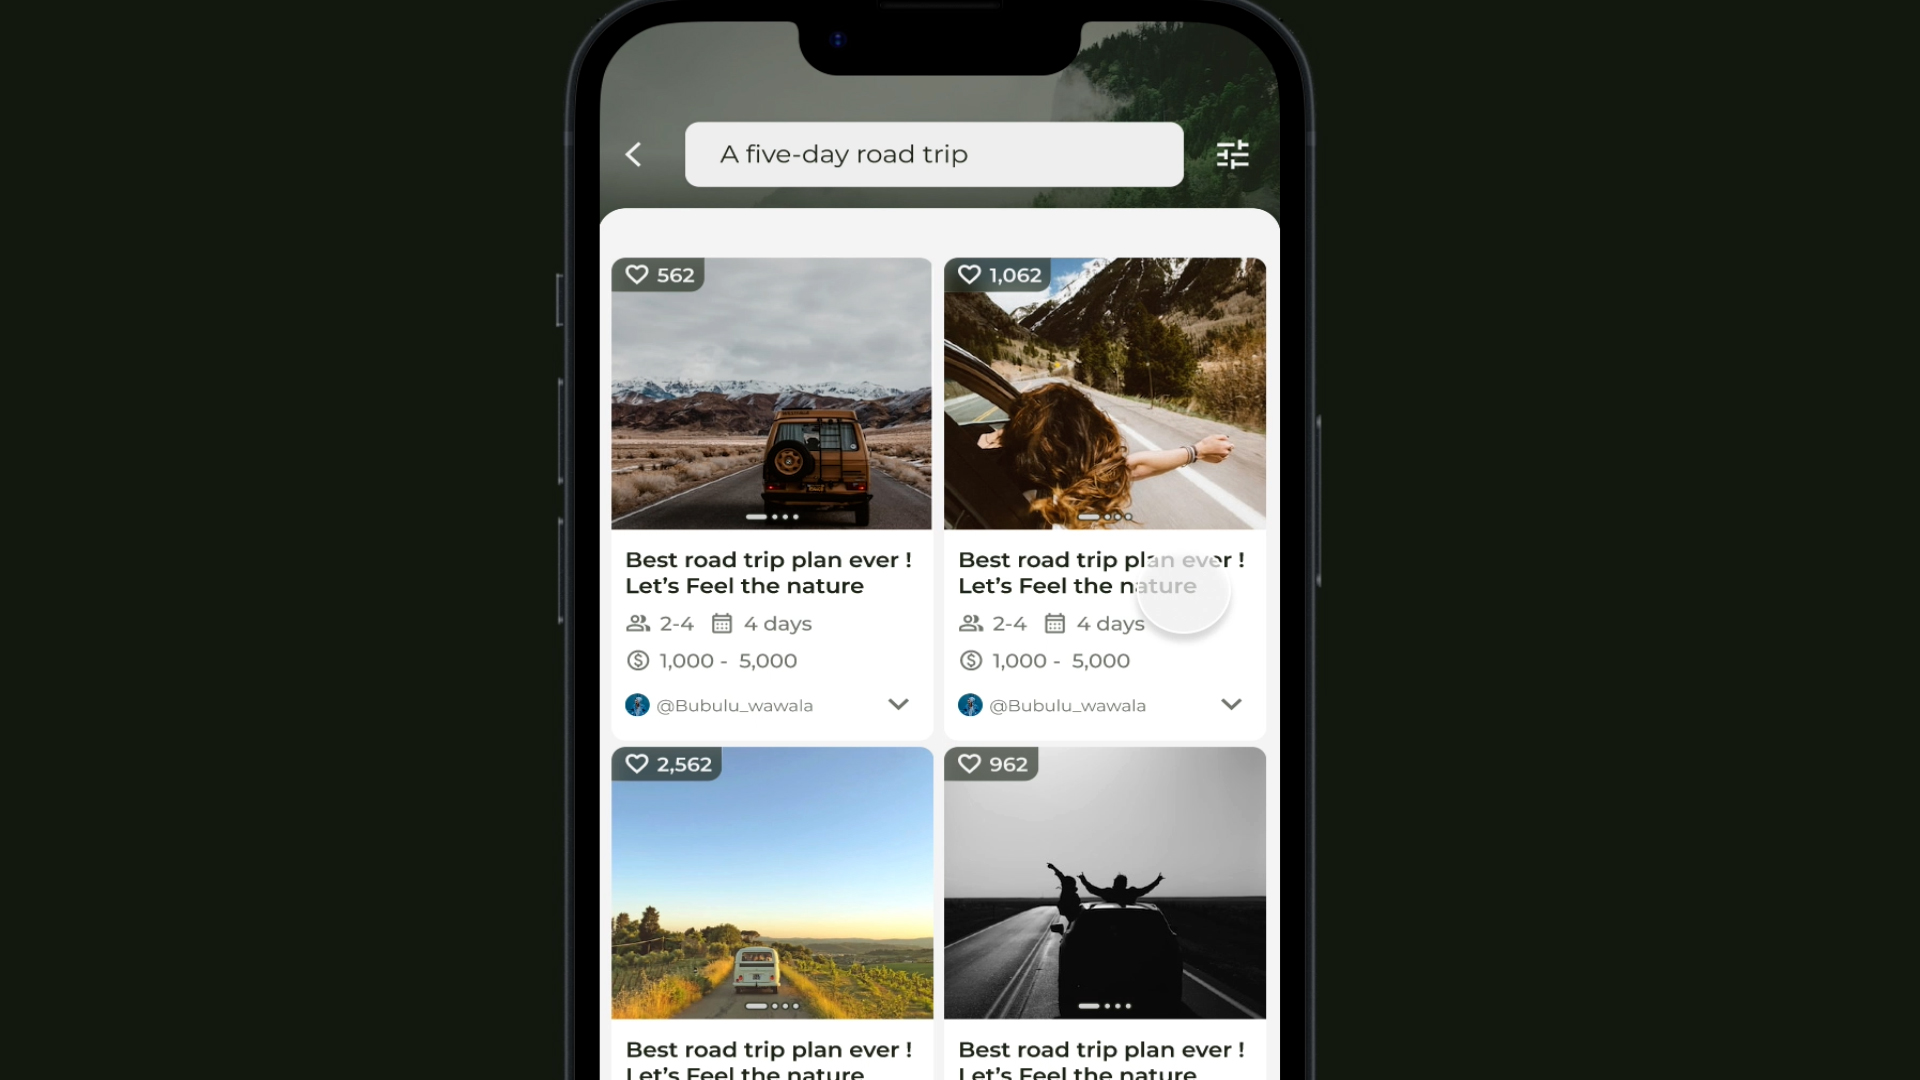 A five-day road trip
562
1,062
Best road trip plan ever !
Let’s Feel the nature
2-4 4 days
1,000 - 5,000
@Bubulu_wawala
Best road trip plan ever !
Let’s Feel the nature
2-4 4 days
1,000 - 5,000
@Bubulu_wawala
2,562
962
Best road trip plan ever !
Let’s Feel the nature
Best road trip plan ever !
Let’s Feel the nature